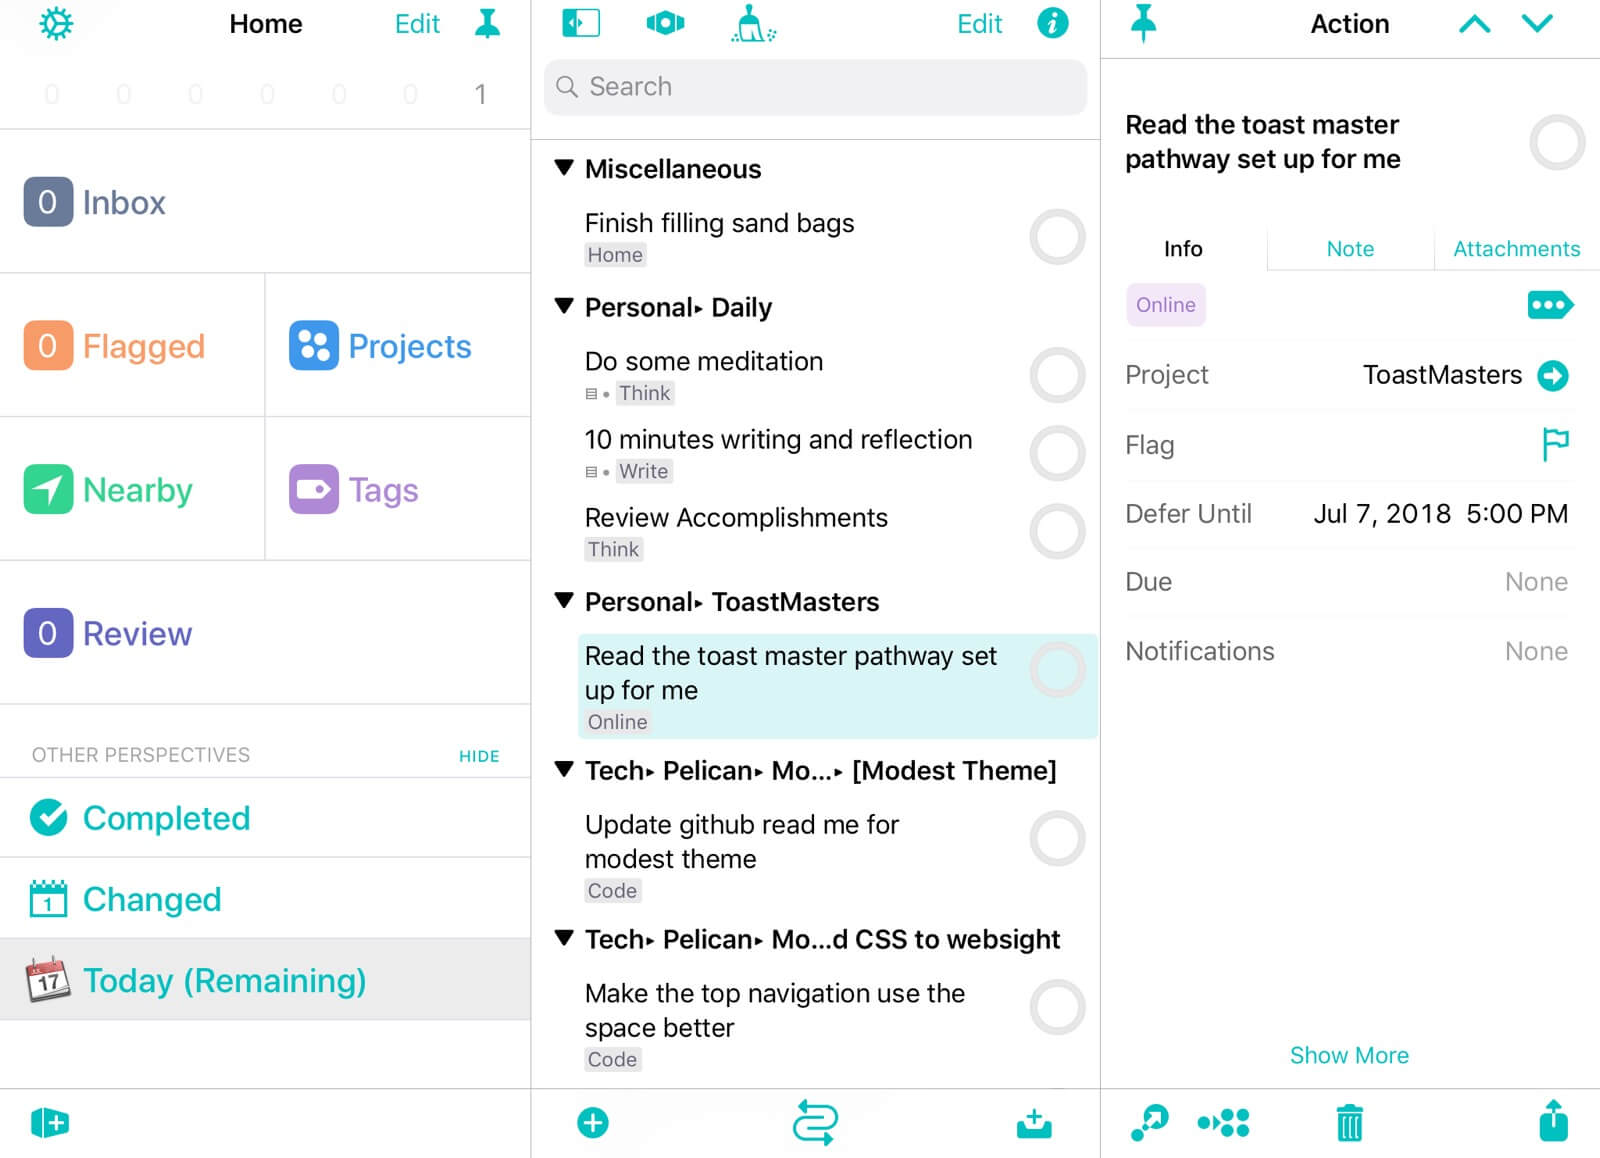 Home
Edit
0 0 0 0 0 0 1
0 Inbox
0 Flagged
Projects
Nearby
Tags
0 Review
OTHER PERSPECTIVES
HIDE
Completed
1 Changed
17 Today (Remaining)
Edit
Search
Miscellaneous
Finish filling sand bags
Home
Personal▸ Daily
Do some meditation
Think
10 minutes writing and reflection
Write
Review Accomplishments
Think
Personal▸ ToastMasters
Read the toast master pathway set
up for me
Online
Tech▸ Pelican▸ Mo...▸ [Modest Theme]
Update github read me for
modest theme
Code
Tech▸ Pelican▸ Mo...d CSS to websight
Make the top navigation use the
space better
Code
Action
Read the toast master
pathway set up for me
Info
Note
Attachments
Online
Project ToastMasters
Flag
Defer Until Jul 7, 2018 5:00 PM
Due None
Notifications None
Show More